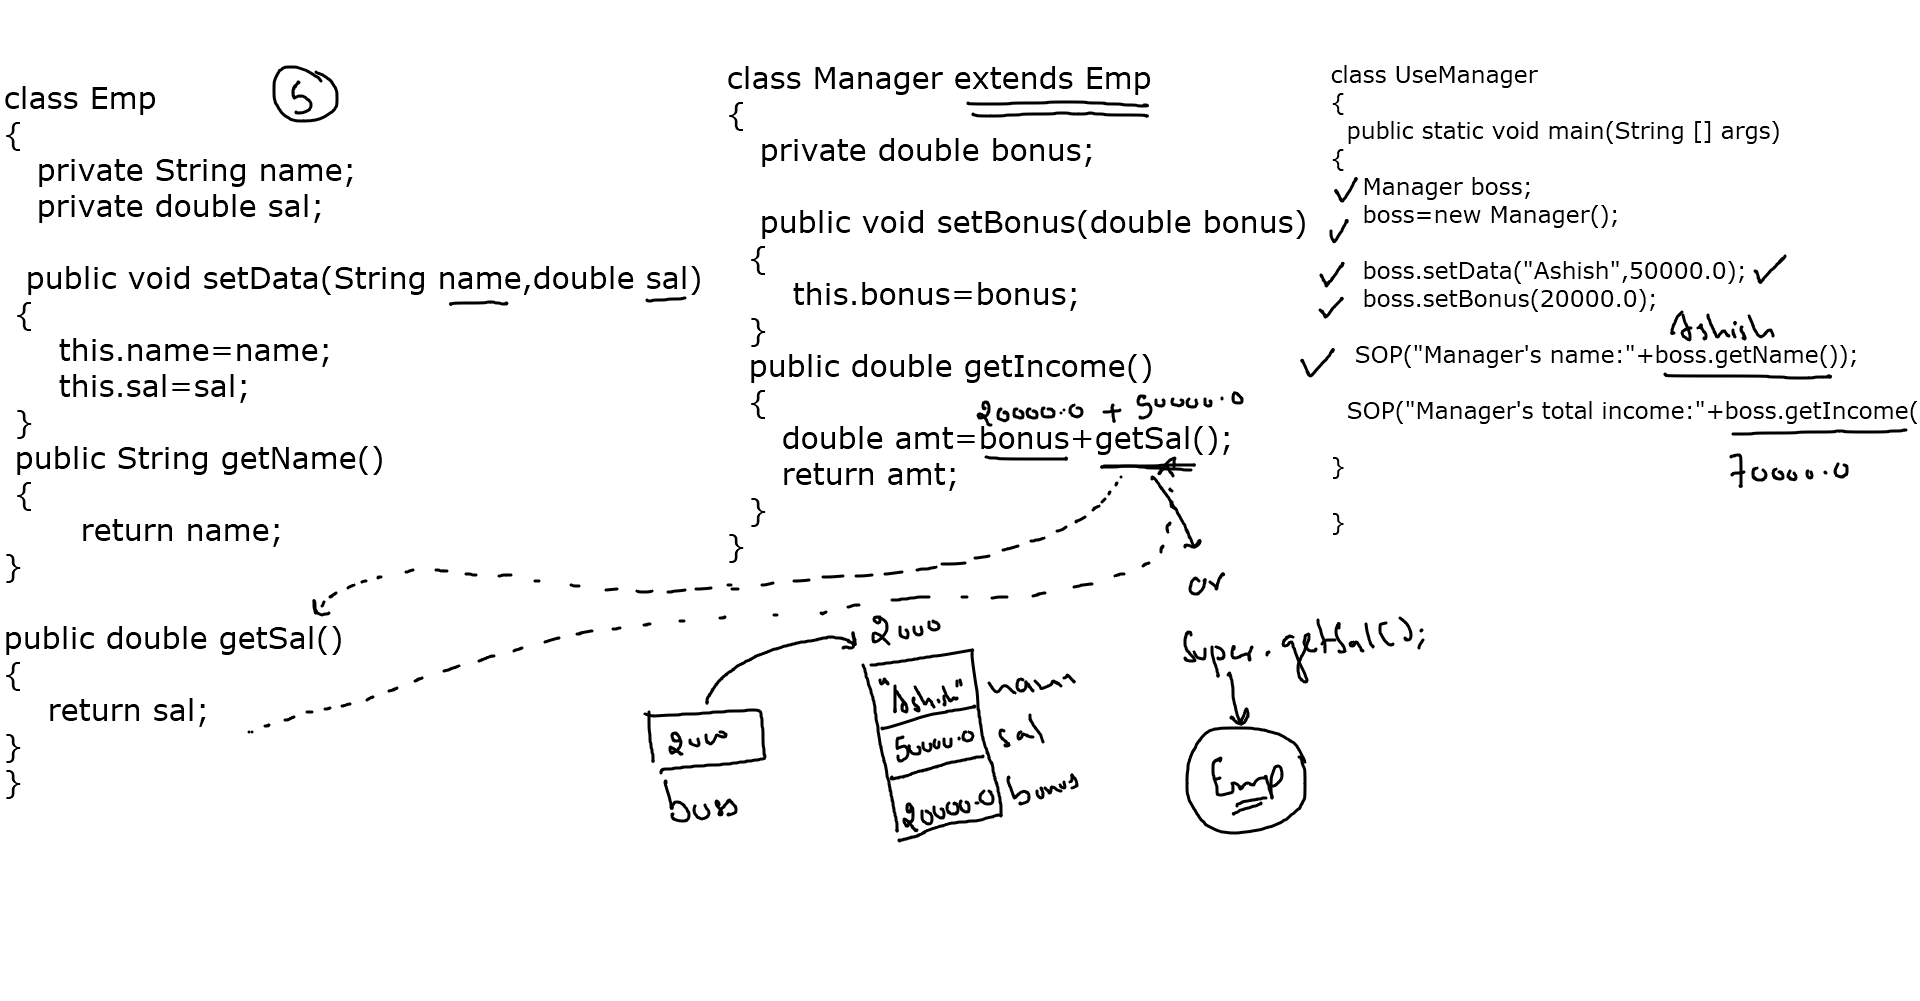 class Emp
5
{
private String name;
private double sal;
public void setData(String name,double sal)
{
this.name=name;
this.sal=sal;
}
public String getName()
{
return name;
}
public double getSal()
{
return sal;
}
}
class Manager extends Emp
{
private double bonus;
public void setBonus(double bonus)
{
this.bonus=bonus;
}
public double getIncome()
{
20000.0 + 50000.0
double amt=bonus+getSal();
return amt;
}
}
or
super.getSal();
Emp
2000
boss
2000
"Ashish" name
50000.0 sal
20000.0 bonus
class UseManager
{
public static void main(String [] args)
{
Manager boss;
boss=new Manager();
boss.setData("Ashish",50000.0);
boss.setBonus(20000.0);
Ashish
SOP("Manager's name:"+boss.getName());
SOP("Manager's total income:"+boss.getIncome(
70000.0
}
}